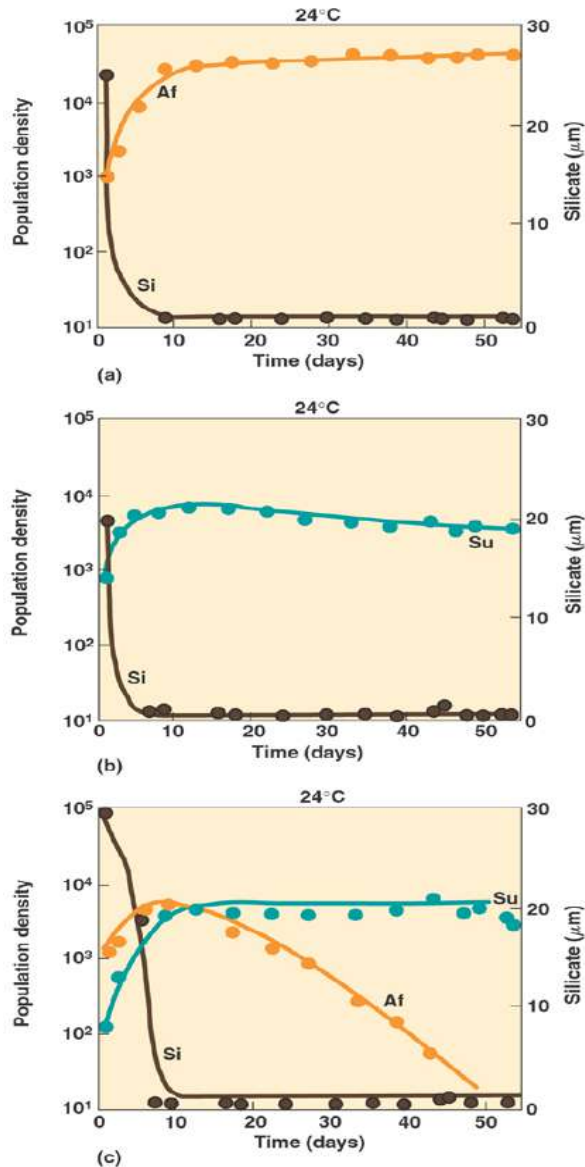 24°C
10⁵
10⁴
10³
10²
10¹
Population density
Af
Si
30
20
10
0
Silicate (μm)
0 10 20 30 40 50
Time (days)
(a)
24°C
10⁵
10⁴
10³
10²
10¹
Population density
Su
Si
30
20
10
0
Silicate (μm)
0 10 20 30 40 50
Time (days)
(b)
24°C
10⁵
10⁴
10³
10²
10¹
Population density
Su
Af
Si
30
20
10
0
Silicate (μm)
0 10 20 30 40 50
Time (days)
(c)